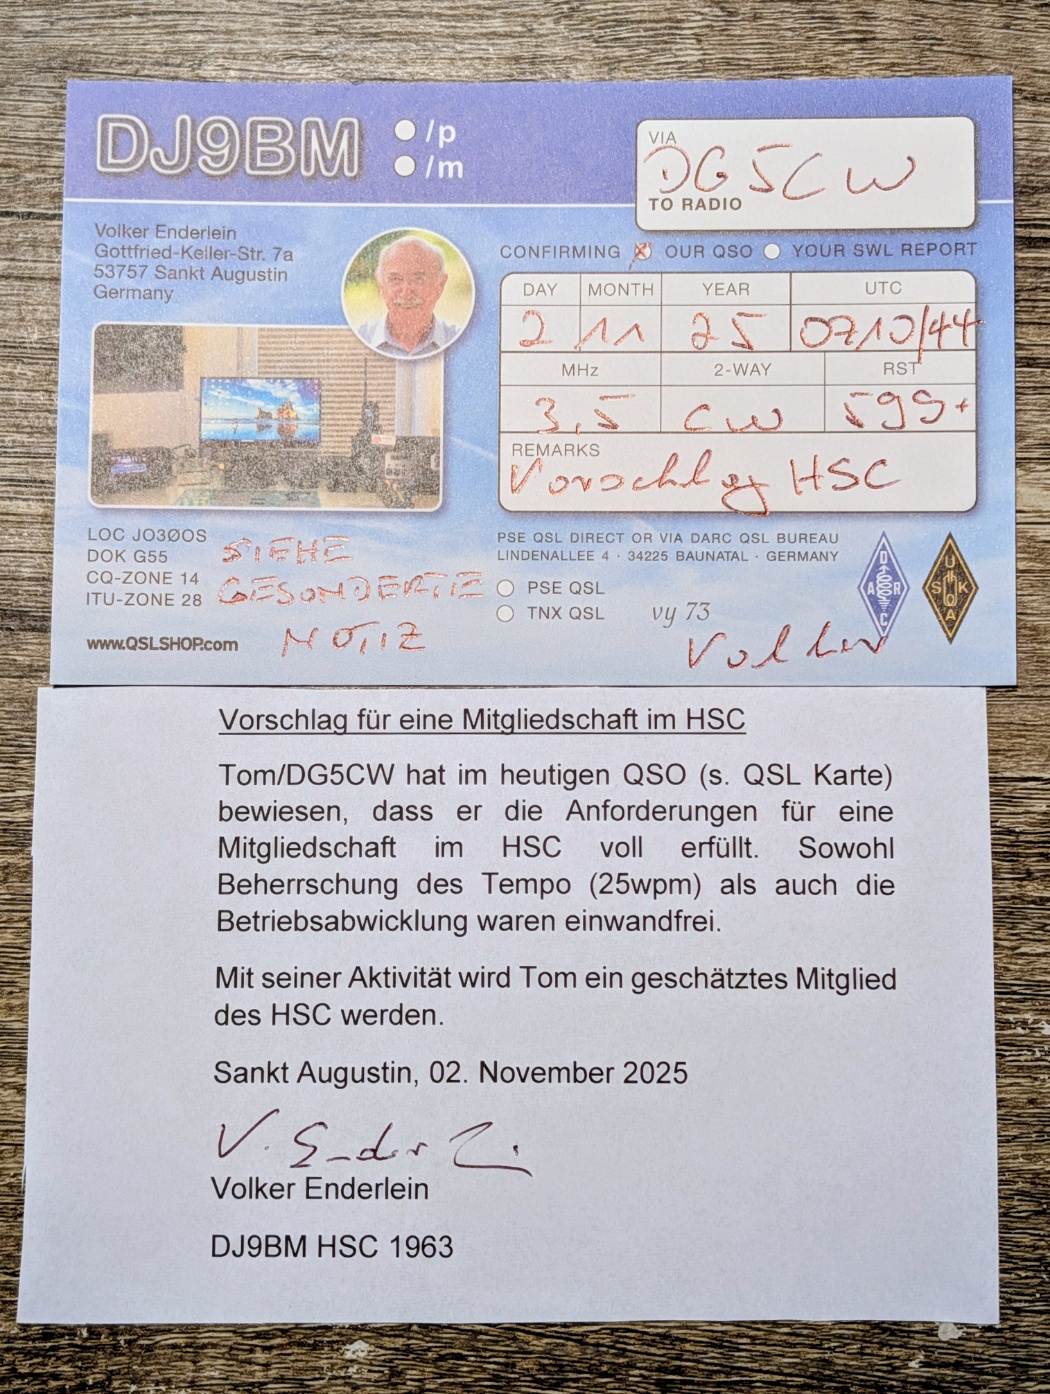 DJ9BM
/p
/m
VIA
DG5CW
TO RADIO
Volker Enderlein
Gottfried-Keller-Str. 7a
53757 Sankt Augustin
Germany
CONFIRMING OUR QSO YOUR SWL REPORT
DAY MONTH YEAR UTC
2 11 25 0710/44
MHz 2-WAY RST
3,5 CW 599+
REMARKS
Vorschlag HSC
LOC JO3ØOS
DOK G55
CQ-ZONE 14
ITU-ZONE 28
SIEHE
GESONDERTE
NOTIZ
www.QSLSHOP.com
PSE QSL DIRECT OR VIA DARC QSL BUREAU
LINDENALLEE 4 · 34225 BAUNATAL · GERMANY
PSE QSL
TNX QSL
vy 73
Volker
DARC
USKA
Vorschlag für eine Mitgliedschaft im HSC
Tom/DG5CW hat im heutigen QSO (s. QSL Karte)
bewiesen, dass er die Anforderungen für eine
Mitgliedschaft im HSC voll erfüllt. Sowohl
Beherrschung des Tempo (25wpm) als auch die
Betriebsabwicklung waren einwandfrei.
Mit seiner Aktivität wird Tom ein geschätztes Mitglied
des HSC werden.
Sankt Augustin, 02. November 2025
V. Enderlein
Volker Enderlein
DJ9BM HSC 1963